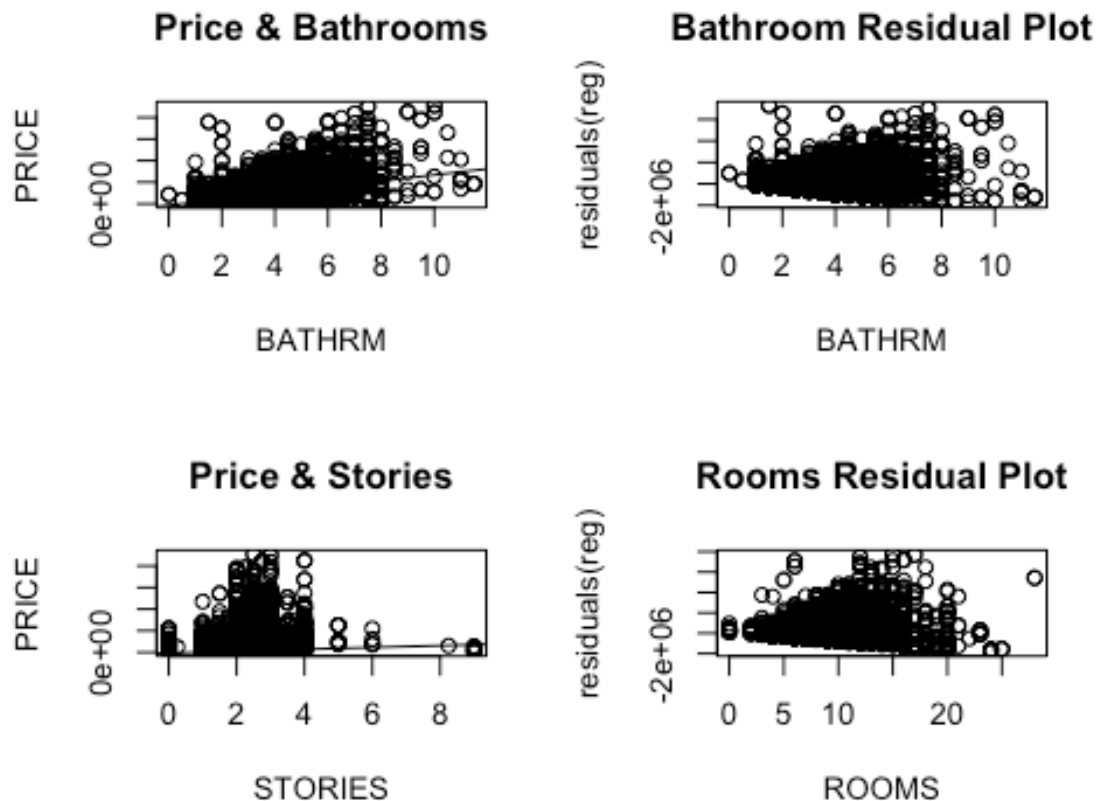 Price & Bathrooms
PRICE
0e+00
0 2 4 6 8 10
BATHRM
Bathroom Residual Plot
residuals(reg)
-2e+06
0 2 4 6 8 10
BATHRM
Price & Stories
PRICE
0e+00
0 2 4 6 8
STORIES
Rooms Residual Plot
residuals(reg)
-2e+06
0 5 10 20
ROOMS